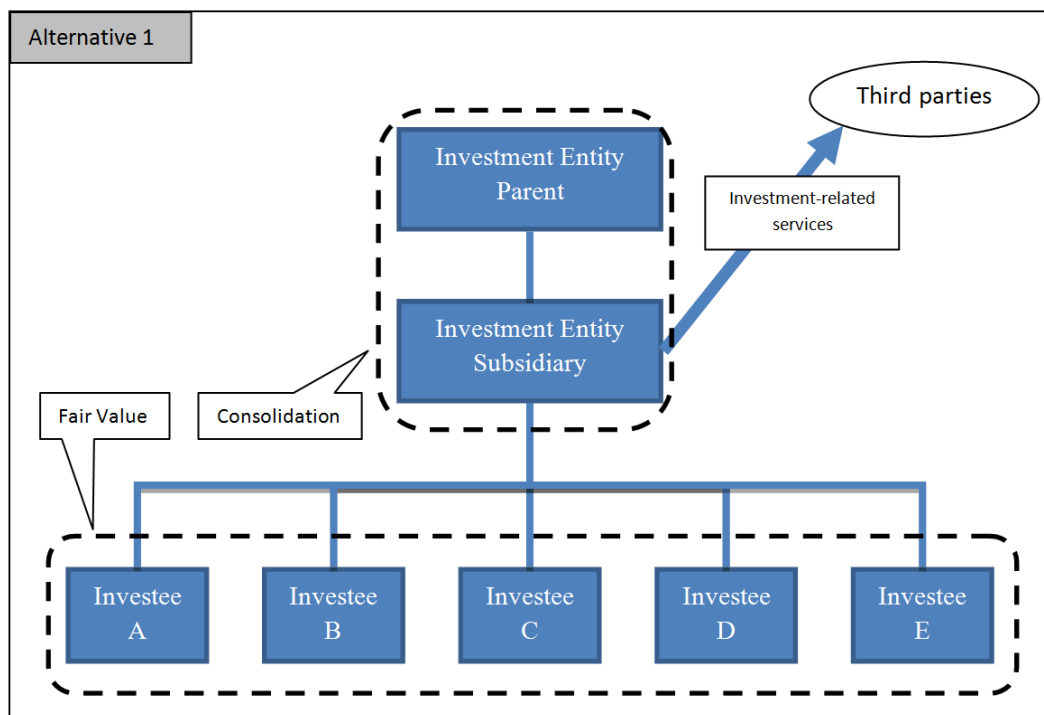 Alternative 1
Third parties
Investment Entity
Parent
Investment-related
services
Investment Entity
Subsidiary
Fair Value
Consolidation
Investee
A
Investee
B
Investee
C
Investee
D
Investee
E